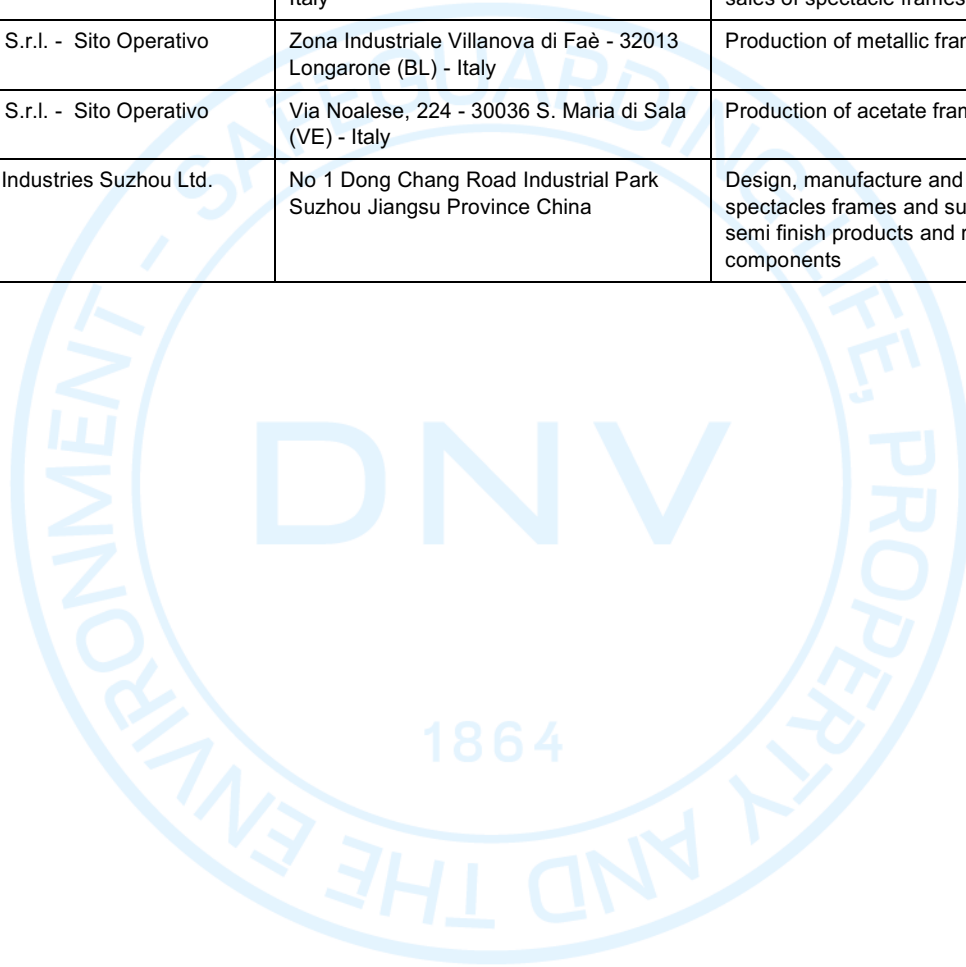 Italy
sales of spectacle frames
S.r.l. - Sito Operativo
Zona Industriale Villanova di Faè - 32013
Longarone (BL) - Italy
Production of metallic
S.r.l. - Sito Operativo
Via Noalese, 224 - 30036 S. Maria di Sala
(VE) - Italy
Production of acetate
Industries Suzhou Ltd.
No 1 Dong Chang Road Industrial Park
Suzhou Jiangsu Province China
Design, manufacture and
spectacles frames and
semi finish products and
components
SAFEGUARDING LIFE, PROPERTY AND THE ENVIRONMENT -
DNV
1864